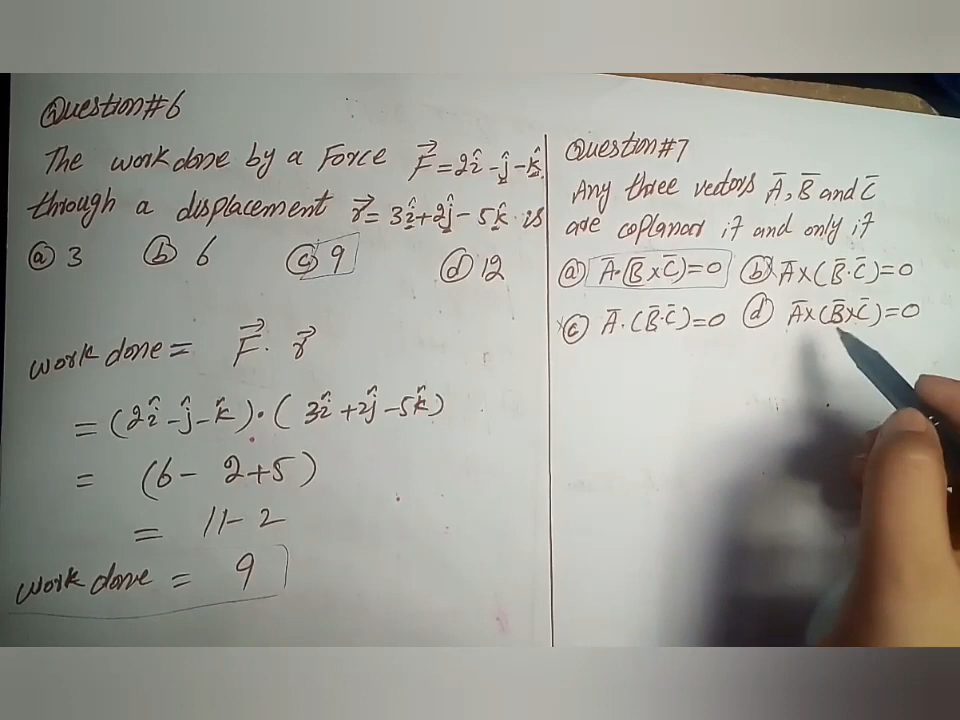 Question#6
The work done by a Force F⃗=2î-ĵ-k̂
through a displacement r⃗=3î+2ĵ-5k̂ is
ⓐ 3 ⓑ 6 ⓒ 9 ⓓ 12
work done = F⃗. r⃗
=(2î-ĵ-k̂)•(3î+2ĵ-5k̂)
= (6- 2+5)
= 11-2
work done = 9
Question#7
Any three vectors A̅, B̅ and C̅
are coplanar if and only if
ⓐ A̅.(B̅×C̅)=0 ⓑ A̅×(B̅.C̅)=0
ⓒ A̅.(B̅.C̅)=0 ⓓ A̅×(B̅×C̅)=0